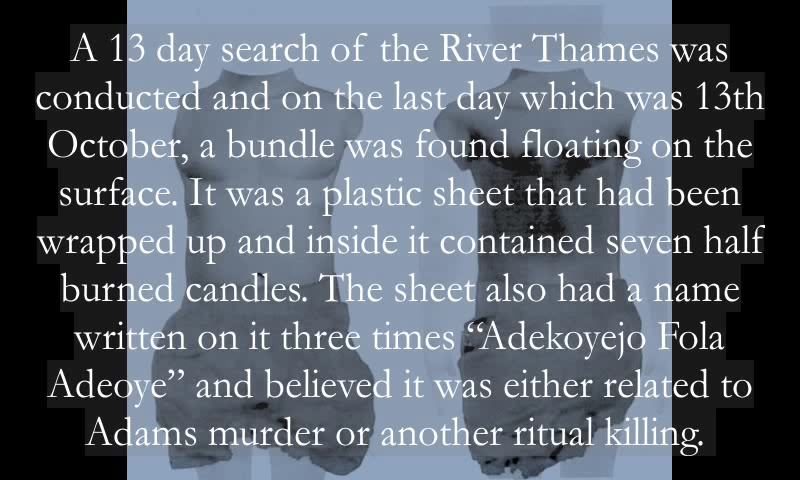 A 13 day search of the River Thames was
conducted and on the last day which was 13th
October, a bundle was found floating on the
surface. It was a plastic sheet that had been
wrapped up and inside it contained seven half
burned candles. The sheet also had a name
written on it three times “Adekoyejo Fola
Adeoye” and believed it was either related to
Adams murder or another ritual killing.